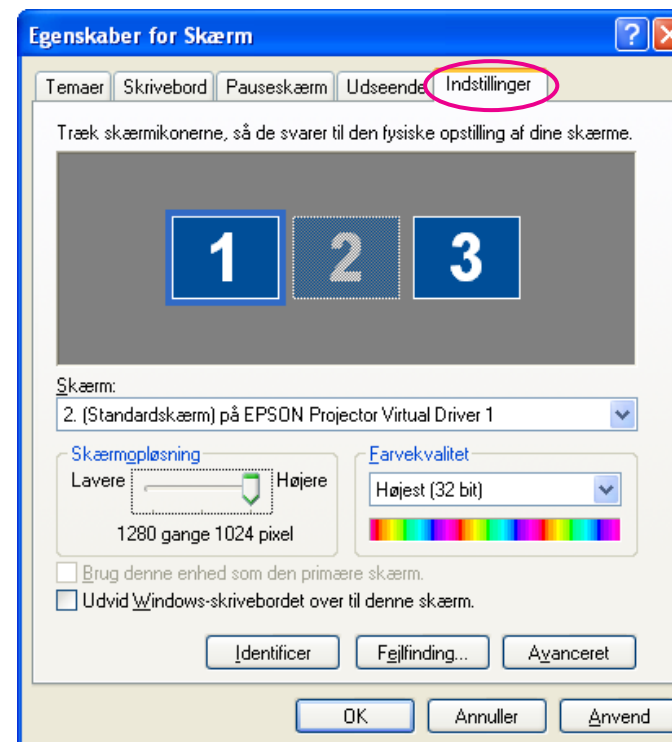 Egenskaber for Skærm
Temaer Skrivebord Pauseskærm Udseende Indstillinger
Træk skærmikonerne, så de svarer til den fysiske opstilling af dine skærme.
1 2 3
Skærm:
2. (Standardskærm) på EPSON Projector Virtual Driver 1
Skærmopløsning Farvekvalitet
Lavere Højere Højest (32 bit)
1280 gange 1024 pixel
Brug denne enhed som den primære skærm.
Udvid Windows-skrivebordet over til denne skærm.
Identificer Fejlfinding... Avanceret
OK Annuller Anvend